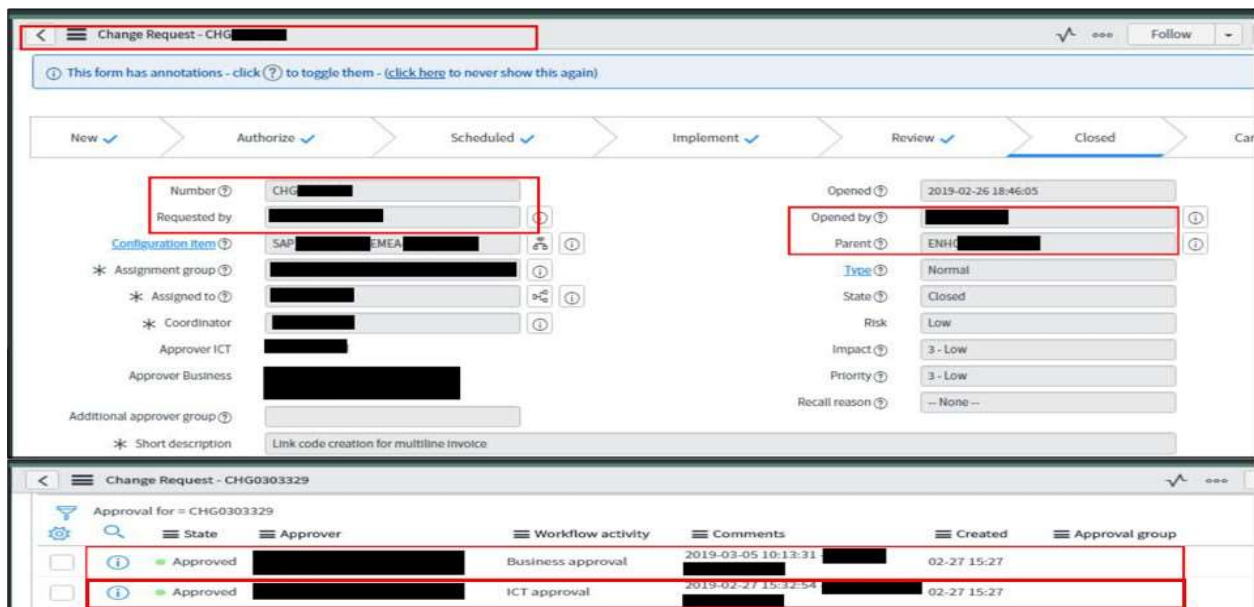 Change Request - CHG
Follow
This form has annotations - click ? to toggle them - (click here to never show this again)
New
Authorize
Scheduled
Implement
Review
Closed
Number
CHG
Opened
2019-02-26 18:46:05
Requested by
Opened by
Configuration item
SAP
EMEA
Parent
ENHC
Assignment group
Type
Normal
Assigned to
State
Closed
Coordinator
Risk
Low
Approver ICT
Impact
3 - Low
Approver Business
Priority
3 - Low
Recall reason
-- None --
Additional approver group
Short description
Link code creation for multiline invoice
Change Request - CHG0303329
Approval for = CHG0303329
State
Approver
Workflow activity
Comments
Created
Approval group
Approved
Business approval
2019-03-05 10:13:31 -
02-27 15:27
Approved
ICT approval
2019-02-27 15:32:54
02-27 15:27